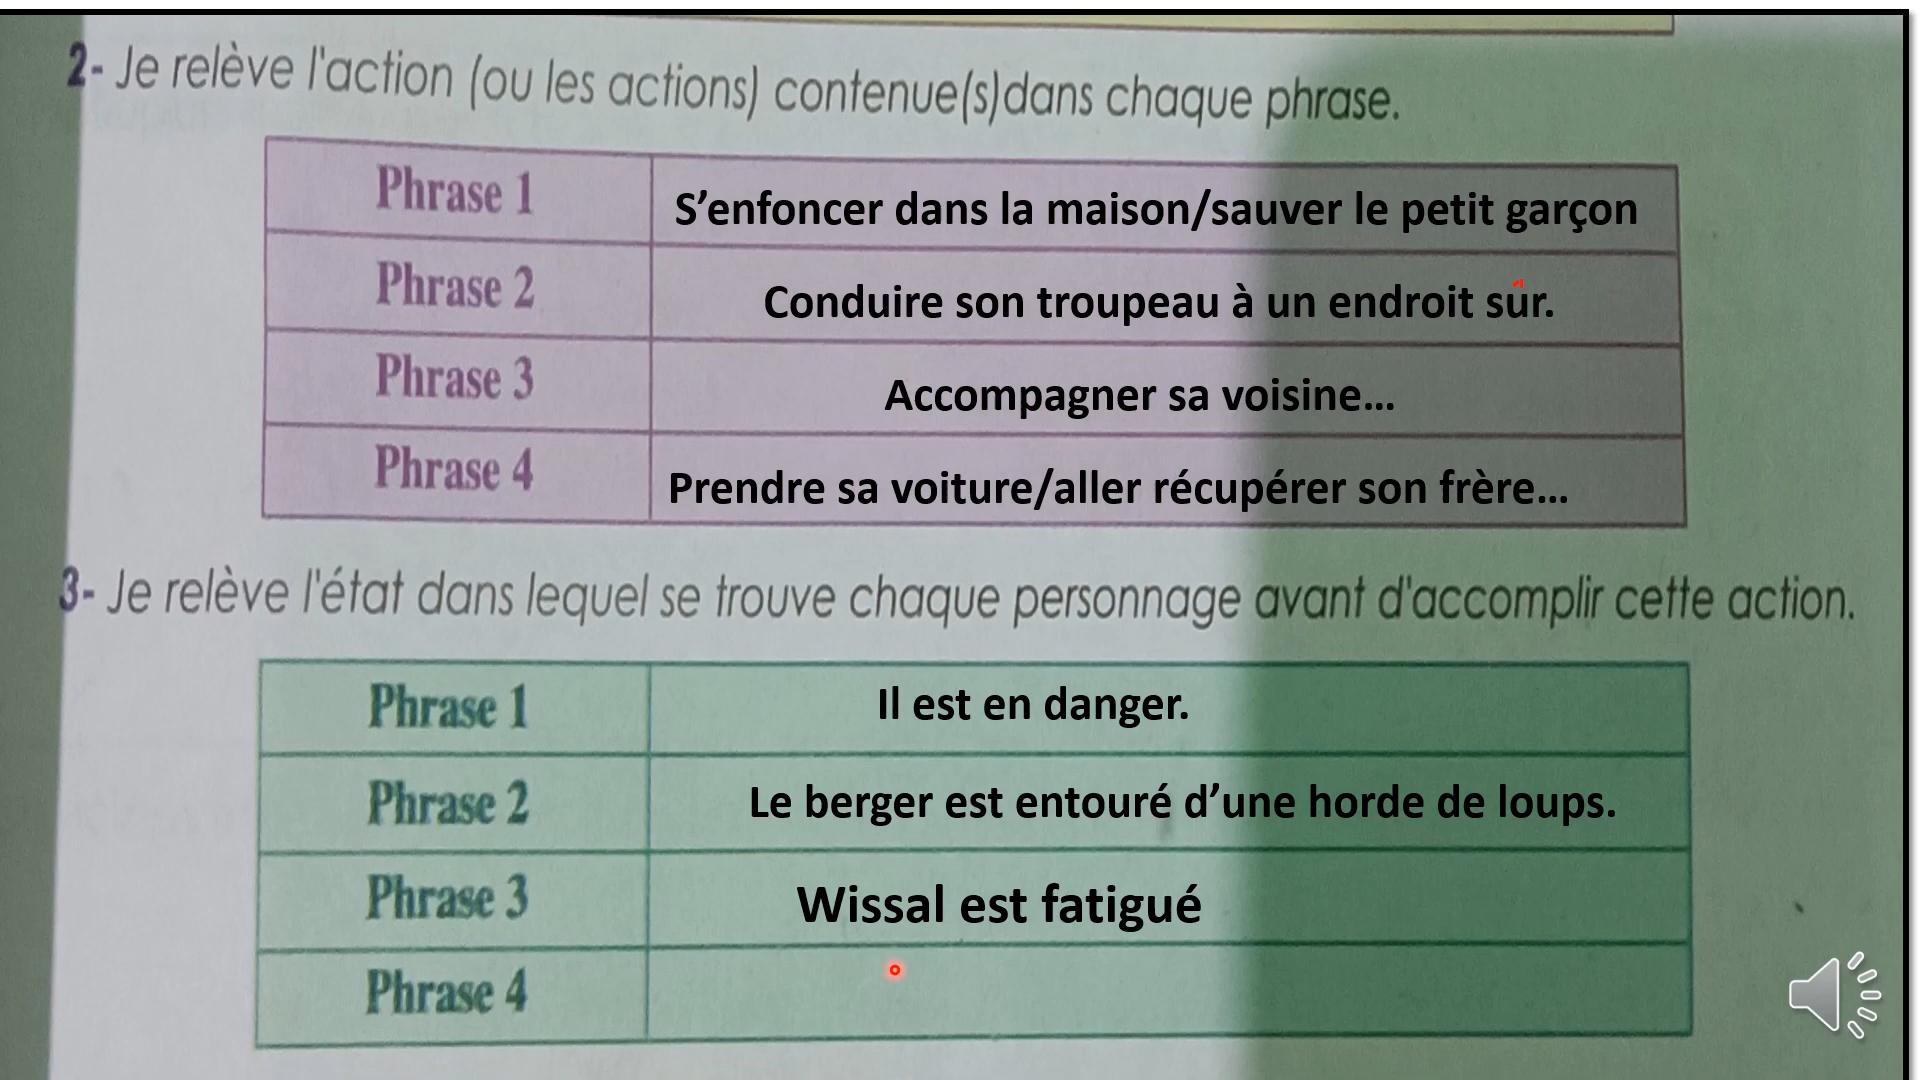 2- Je relève l'action (ou les actions) contenue(s)dans chaque phrase.
Phrase 1 S’enfoncer dans la maison/sauver le petit garçon
Phrase 2 Conduire son troupeau à un endroit sûr.
Phrase 3 Accompagner sa voisine...
Phrase 4 Prendre sa voiture/aller récupérer son frère...
3- Je relève l'état dans lequel se trouve chaque personnage avant d'accomplir cette action.
Phrase 1 Il est en danger.
Phrase 2 Le berger est entouré d’une horde de loups.
Phrase 3 Wissal est fatigué
Phrase 4